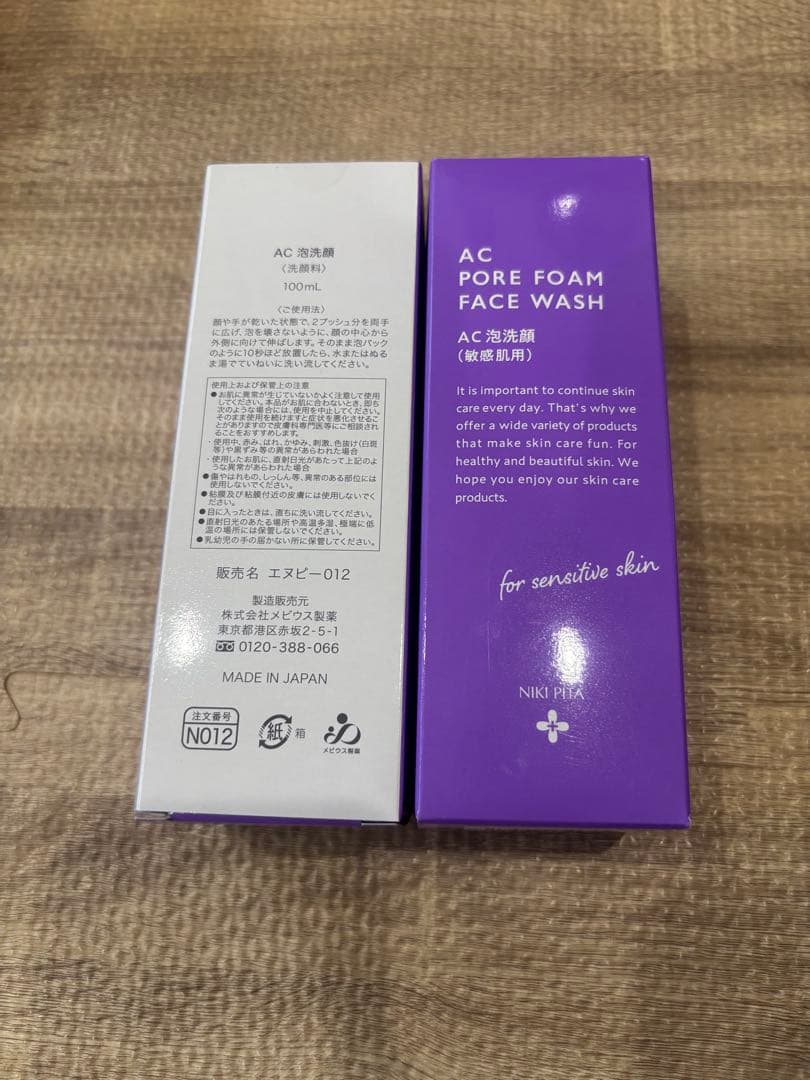 AC 泡洗顔
〈洗顔料〉
100mL
〈ご使用法〉
顔や手が乾いた状態で、2プッシュ分を両手
に広げ、泡を壊さないように、顔の中心から
外側に向けて伸ばします。そのまま泡パック
のように10秒ほど放置したら、水またはぬる
ま湯でていねいに洗い流してください。
使用上および保管上の注意
●お肌に異常が生じていないかよく注意して使用
してください。本品がお肌に合わないとき、即ち
次のような場合には、使用を中止してください。
そのまま使用を続けますと症状を悪化させるこ
とがありますので皮膚科専門医等にご相談され
ることをおすすめします。
・使用中、赤み、はれ、かゆみ、刺激、色抜け(白斑
等)や黒ずみ等の異常があらわれた場合
・使用したお肌に、直射日光があたって上記のよ
うな異常があらわれた場合
●傷やはれもの、しっしん等、異常のある部位には
使用しないでください。
●粘膜及び粘膜付近の皮膚には使用しないでく
ださい。
●目に入ったときは、直ちに洗い流してください。
●直射日光のあたる場所や高温多湿、極端に低
温の場所には保管しないでください。
●乳幼児の手の届かない所に保管してください。
販売名 エヌピー012
製造販売元
株式会社メビウス製薬
東京都港区赤坂2-5-1
0120-388-066
MADE IN JAPAN
注文番号
N012
紙 箱
メビウス製薬
AC
PORE FOAM
FACE WASH
AC 泡洗顔
(敏感肌用)
It is important to continue skin
care every day. That's why we
offer a wide variety of products
that make skin care fun. For
healthy and beautiful skin. We
hope you enjoy our skin care
products.
for sensitive skin
NIKI PITA